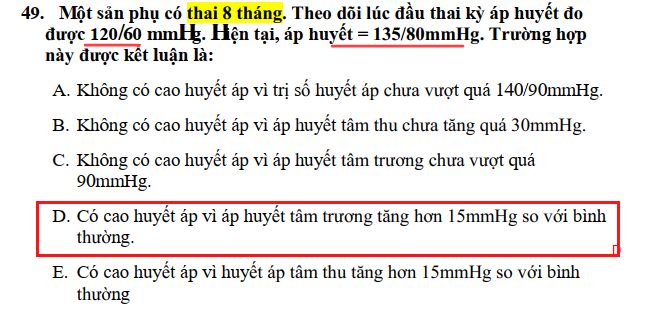 49. Một sản phụ có thai 8 tháng. Theo dõi lúc đầu thai kỳ áp huyết đo
được 120/60 mmHg. Hiện tại, áp huyết = 135/80mmHg. Trường hợp
này được kết luận là:
A. Không có cao huyết áp vì trị số huyết áp chưa vượt quá 140/90mmHg.
B. Không có cao huyết áp vì áp huyết tâm thu chưa tăng quá 30mmHg.
C. Không có cao huyết áp vì áp huyết tâm trương chưa vượt quá
90mmHg.
D. Có cao huyết áp vì áp huyết tâm trương tăng hơn 15mmHg so với bình
thường.
E. Có cao huyết áp vì huyết áp tâm thu tăng hơn 15mmHg so với bình
thường